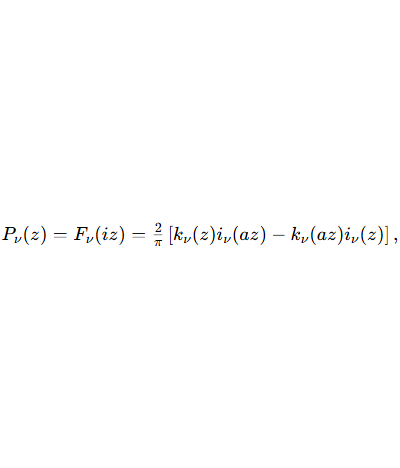 P_ν(z) = F_ν(iz) = 2/π [k_ν(z)i_ν(az) − k_ν(az)i_ν(z)] ,